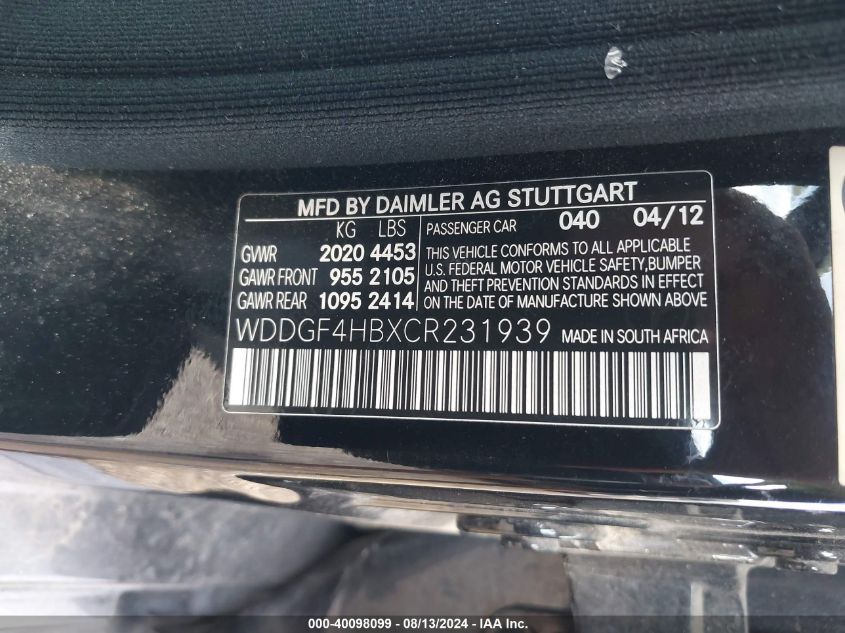 MFD BY DAIMLER AG STUTTGART
KG LBS
GVWR 2020 4453
GAWR FRONT 955 2105
GAWR REAR 1095 2414
PASSENGER CAR 040 04/12
THIS VEHICLE CONFORMS TO ALL APPLICABLE
U.S. FEDERAL MOTOR VEHICLE SAFETY,BUMPER
AND THEFT PREVENTION STANDARDS IN EFFECT
ON THE DATE OF MANUFACTURE SHOWN ABOVE
WDDGF4HBXCR231939 MADE IN SOUTH AFRICA
000-40098099 - 08/13/2024 - IAA Inc.